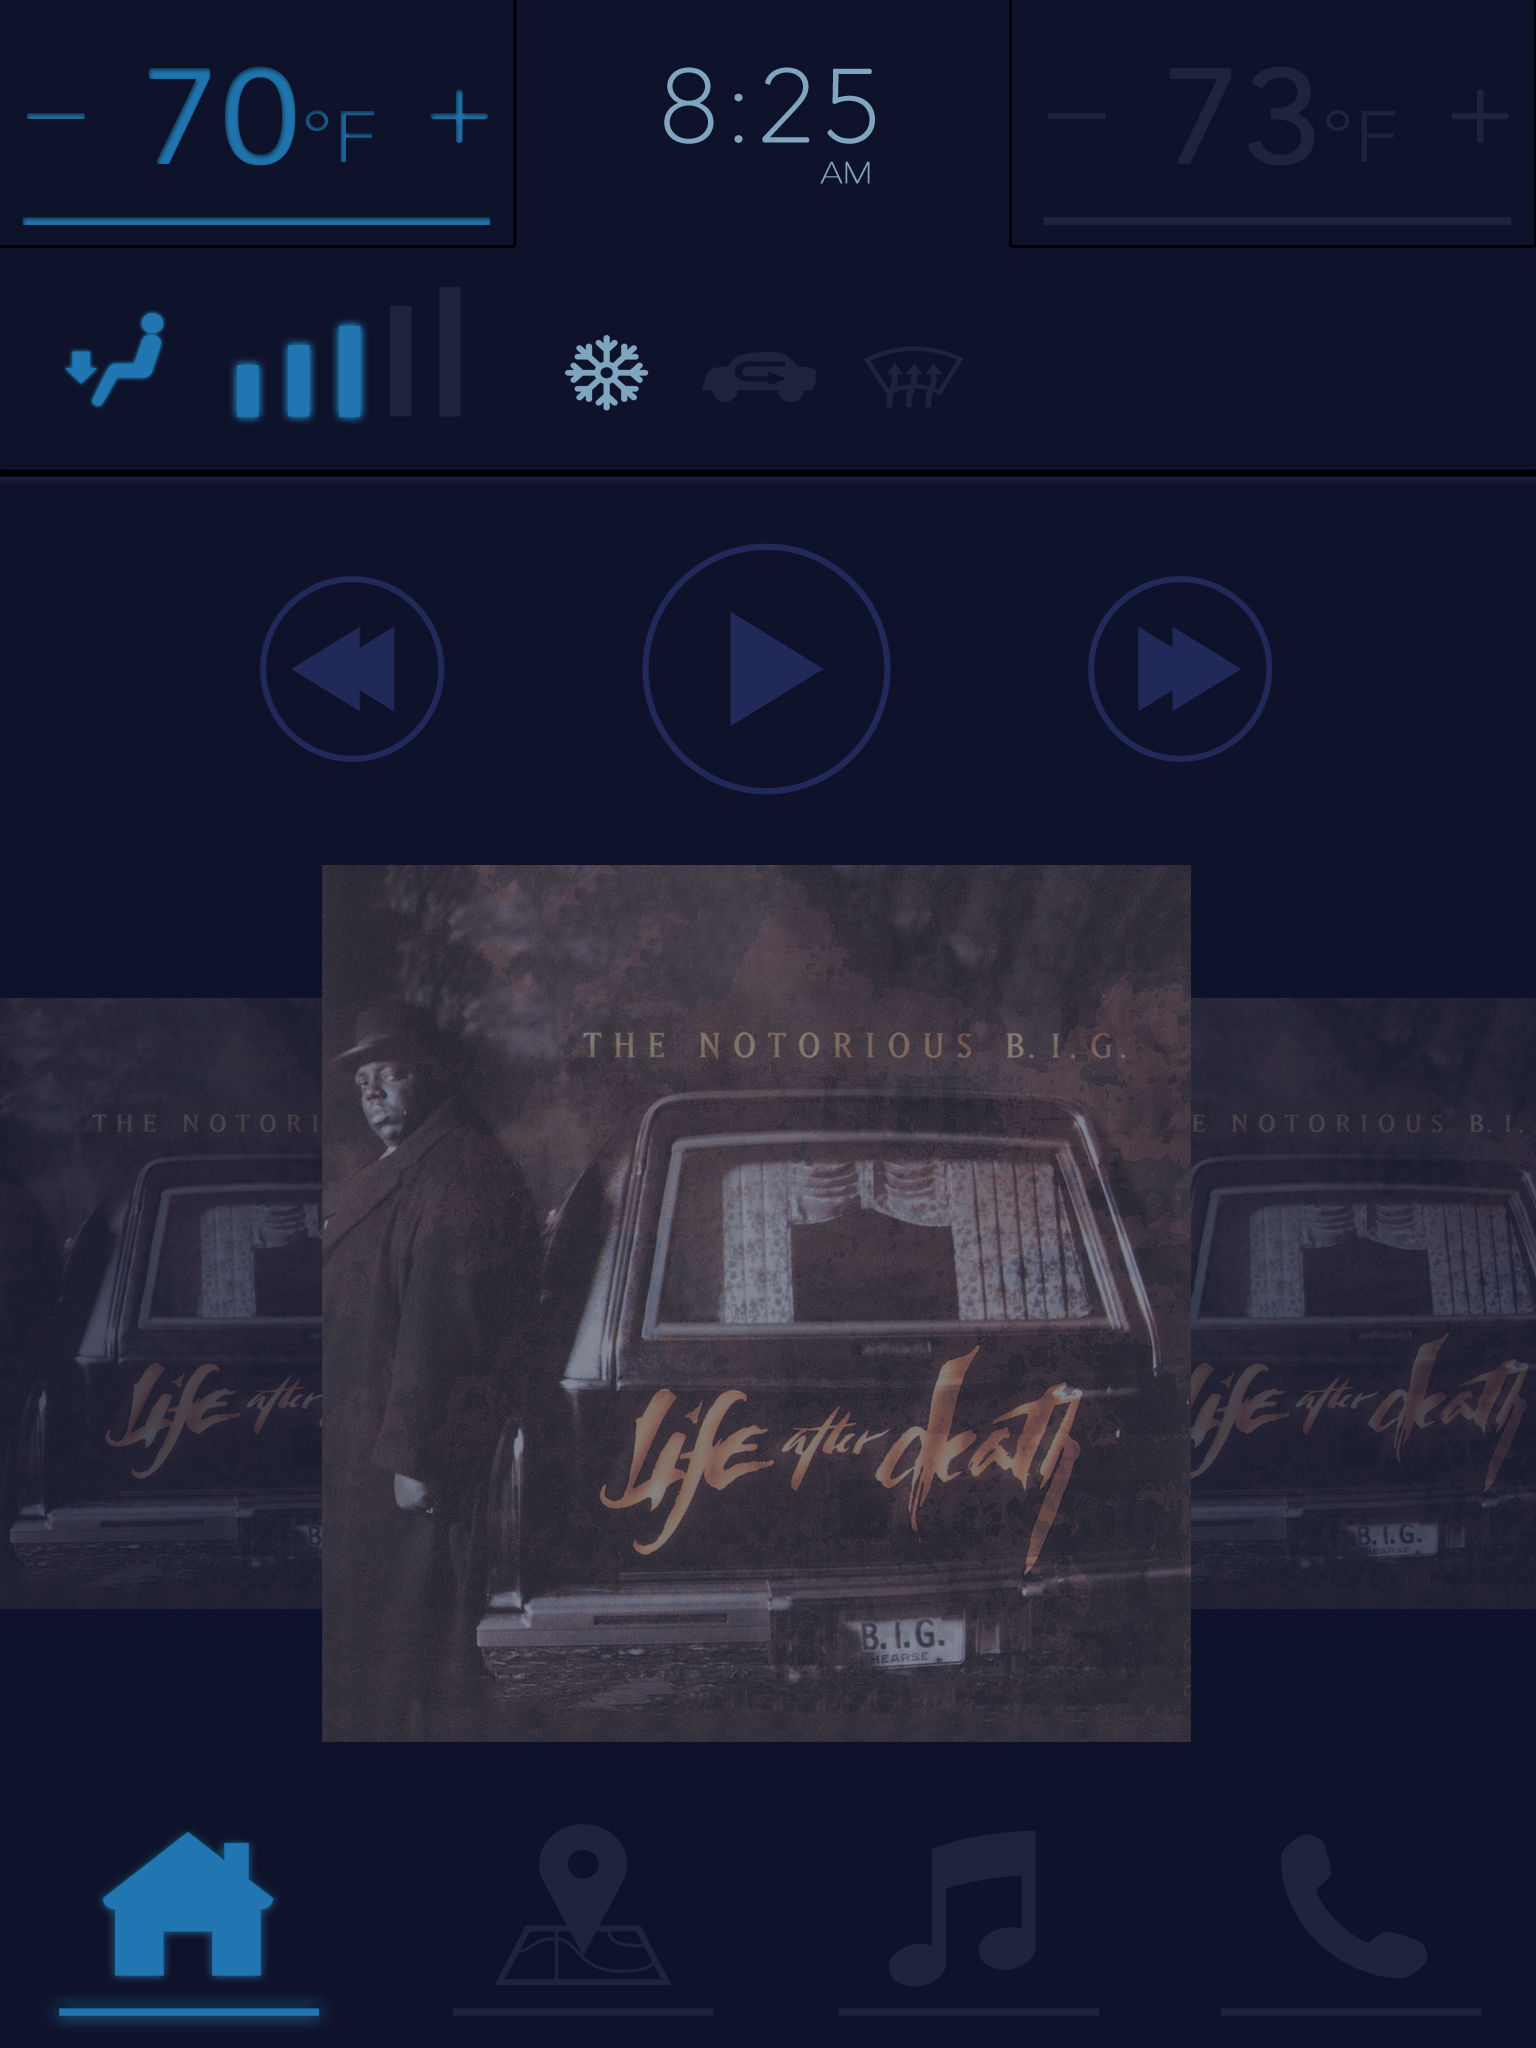 70°F
8:25
AM
73°F
THE NOTORIOUS B.I.G.
THE NOTORI
E NOTORIOUS B.I.
Life after death
Life after
Life after death
B.I.G.
HEARSE
B
B.I.G.
HEARSE